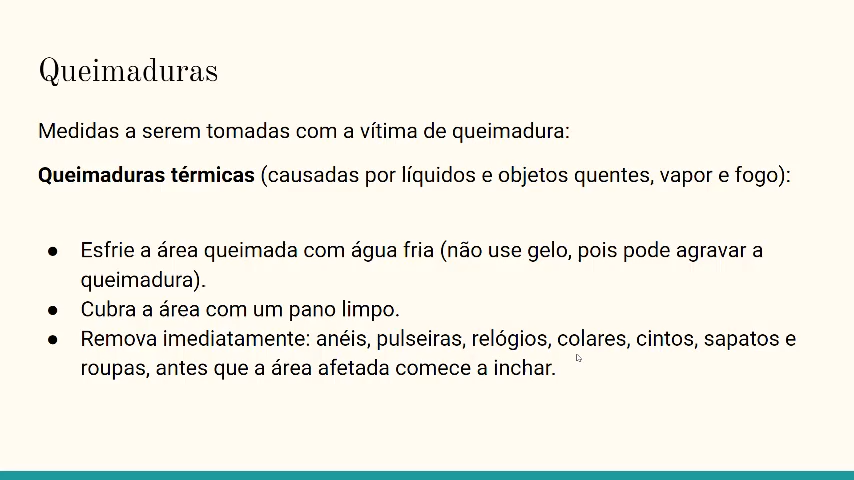 Queimaduras
Medidas a serem tomadas com a vítima de queimadura:
Queimaduras térmicas (causadas por líquidos e objetos quentes, vapor e fogo):
● Esfrie a área queimada com água fria (não use gelo, pois pode agravar a
queimadura).
● Cubra a área com um pano limpo.
● Remova imediatamente: anéis, pulseiras, relógios, colares, cintos, sapatos e
roupas, antes que a área afetada comece a inchar.